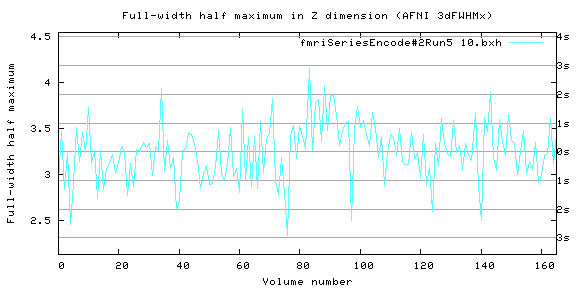 Full-width half maximum in Z dimension (AFNI 3dFWHMx)
fmriSeriesEncode#2Run5 10.bxh
Full-width half maximum
4.5
4
3.5
3
2.5
4s
3s
2s
1s
0s
1s
2s
3s
0 20 40 60 80 100 120 140 160
Volume number